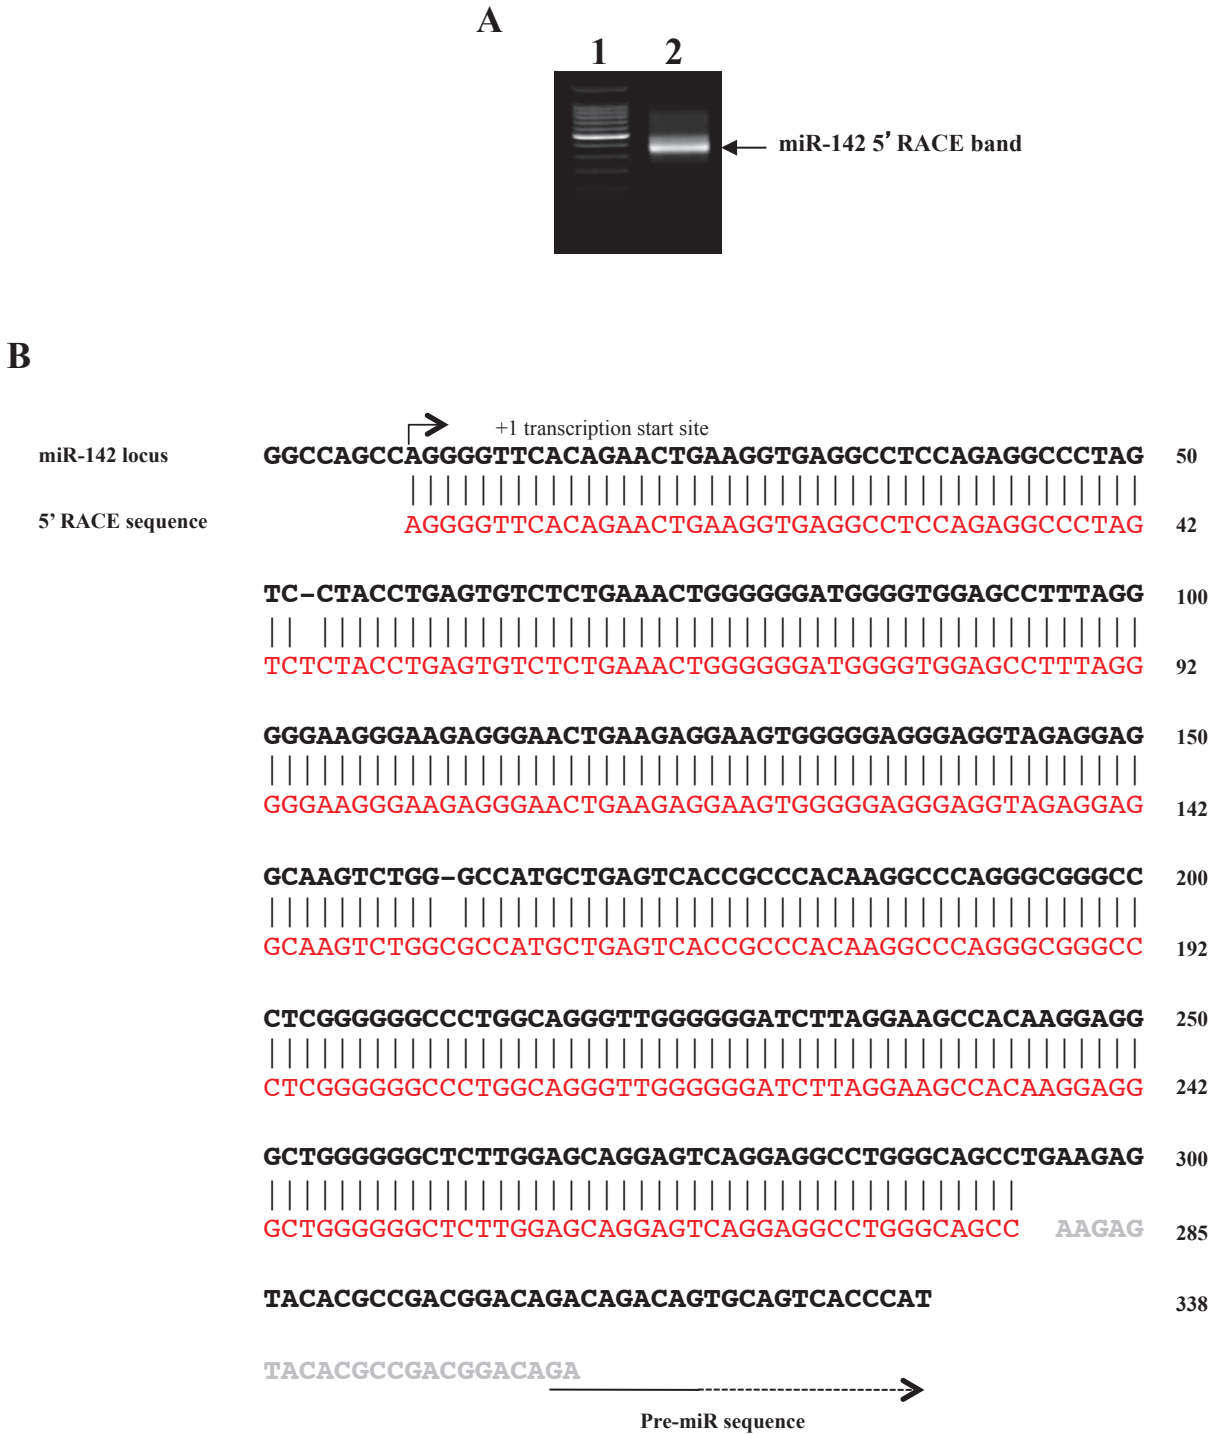 A
1 2
miR-142 5' RACE band
B
+1 transcription start site
miR-142 locus GGCCAGCCAGGGGTTCACAGAACTGAAGGTGAGGCCTCCAGAGGCCCTAG 50
5' RACE sequence AGGGGTTCACAGAACTGAAGGTGAGGCCTCCAGAGGCCCTAG 42
TC-CTACCTGAGTGTCTCTGAAACTGGGGGGATGGGGTGGAGCCTTTAGG 100
TCTCTACCTGAGTGTCTCTGAAACTGGGGGGATGGGGTGGAGCCTTTAGG 92
GGGAAGGGAAGAGGGAACTGAAGAGGAAGTGGGGGAGGGAGGTAGAGGAG 150
GGGAAGGGAAGAGGGAACTGAAGAGGAAGTGGGGGAGGGAGGTAGAGGAG 142
GCAAGTCTGG-GCCATGCTGAGTCACCGCCCACAAGGCCCAGGGCGGGCC 200
GCAAGTCTGGCGCCATGCTGAGTCACCGCCCACAAGGCCCAGGGCGGGCC 192
CTCGGGGGGCCCTGGCAGGGTTGGGGGGATCTTAGGAAGCCACAAGGAGG 250
CTCGGGGGGCCCTGGCAGGGTTGGGGGGATCTTAGGAAGCCACAAGGAGG 242
GCTGGGGGGCTCTTGGAGCAGGAGTCAGGAGGCCTGGGCAGCCTGAAGAG 300
GCTGGGGGGCTCTTGGAGCAGGAGTCAGGAGGCCTGGGCAGCC AAGAG 285
TACACGCCGACGGACAGACAGACAGTGCAGTCACCCAT 338
TACACGCCGACGGACAGA
Pre-miR sequence